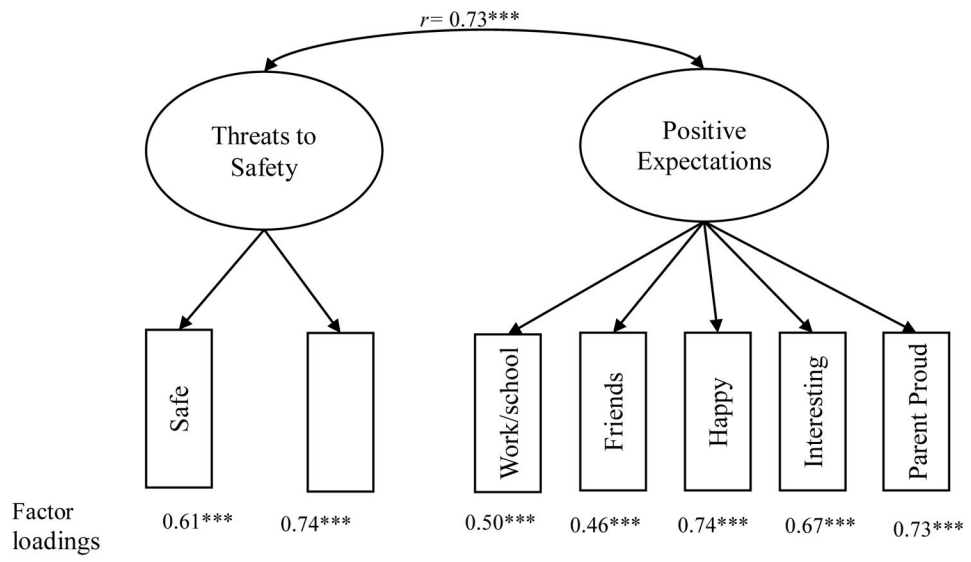 r= 0.73***
Threats to
Safety
Positive
Expectations
Safe
Work/school
Friends
Happy
Interesting
Parent Proud
Factor
loadings
0.61***
0.74***
0.50***
0.46***
0.74***
0.67***
0.73***